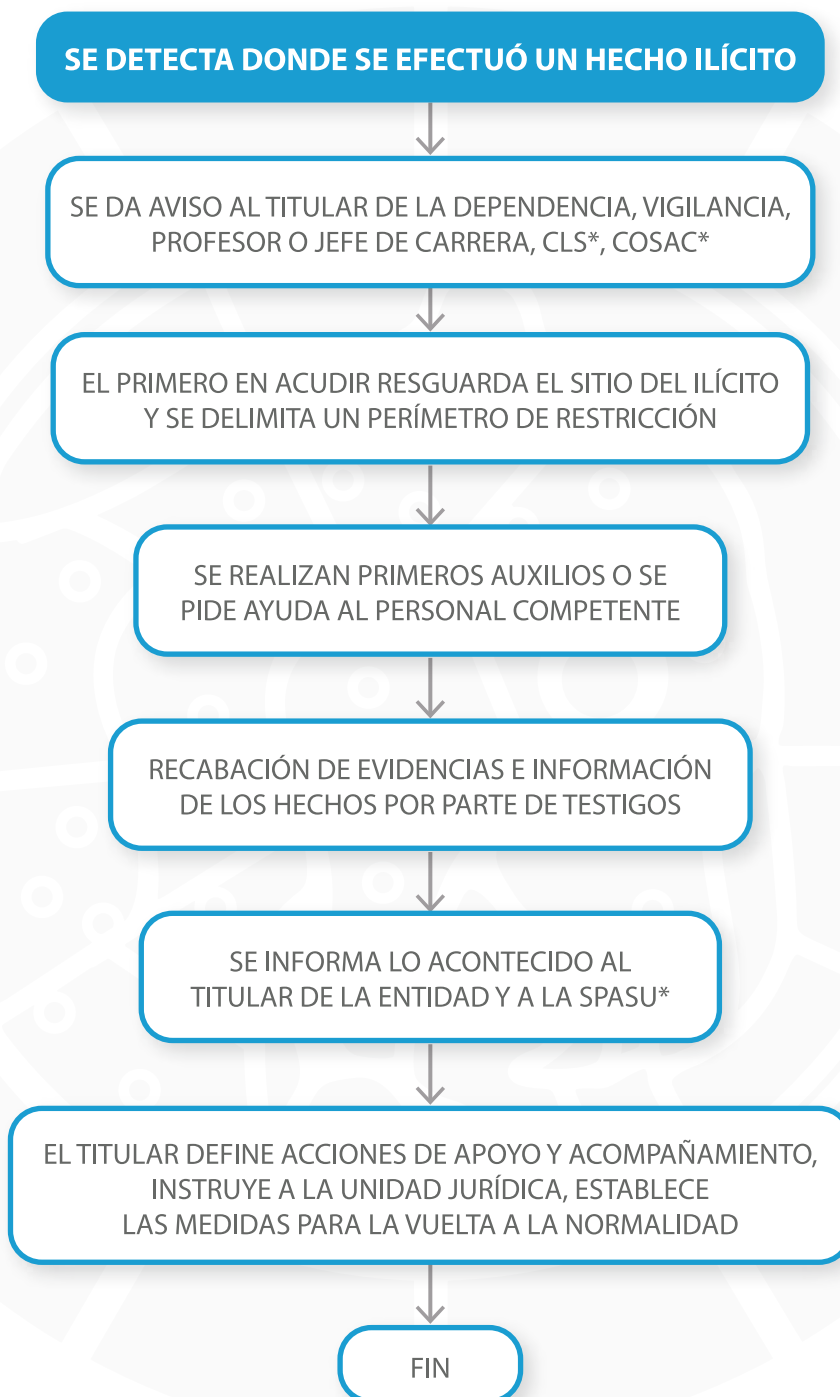 SE DETECTA DONDE SE EFECTUÓ UN HECHO ILÍCITO
SE DA AVISO AL TITULAR DE LA DEPENDENCIA, VIGILANCIA,
PROFESOR O JEFE DE CARRERA, CLS*, COSAC*
EL PRIMERO EN ACUDIR RESGUARDA EL SITIO DEL ILÍCITO
Y SE DELIMITA UN PERÍMETRO DE RESTRICCIÓN
SE REALIZAN PRIMEROS AUXILIOS O SE
PIDE AYUDA AL PERSONAL COMPETENTE
RECABACIÓN DE EVIDENCIAS E INFORMACIÓN
DE LOS HECHOS POR PARTE DE TESTIGOS
SE INFORMA LO ACONTECIDO AL
TITULAR DE LA ENTIDAD Y A LA SPASU*
EL TITULAR DEFINE ACCIONES DE APOYO Y ACOMPAÑAMIENTO,
INSTRUYE A LA UNIDAD JURÍDICA, ESTABLECE
LAS MEDIDAS PARA LA VUELTA A LA NORMALIDAD
FIN